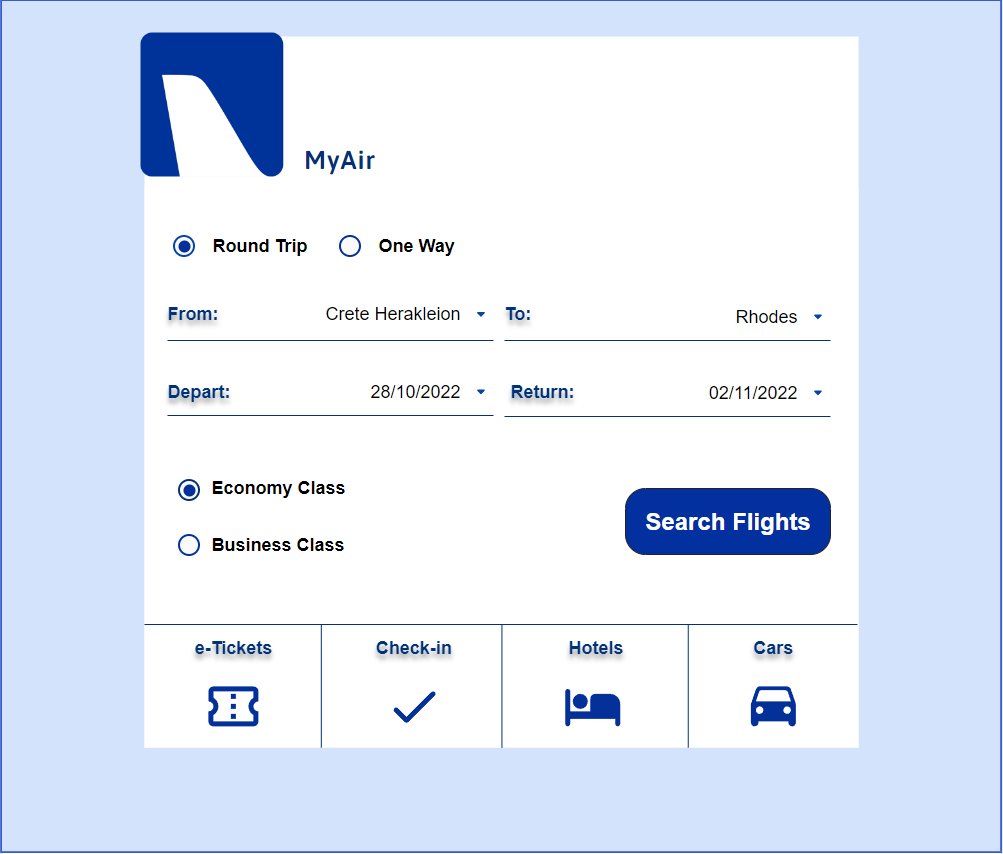 MyAir
Round Trip One Way
From: Crete Herakleion To: Rhodes
Depart: 28/10/2022 Return: 02/11/2022
Economy Class
Search Flights
Business Class
e-Tickets Check-in Hotels Cars